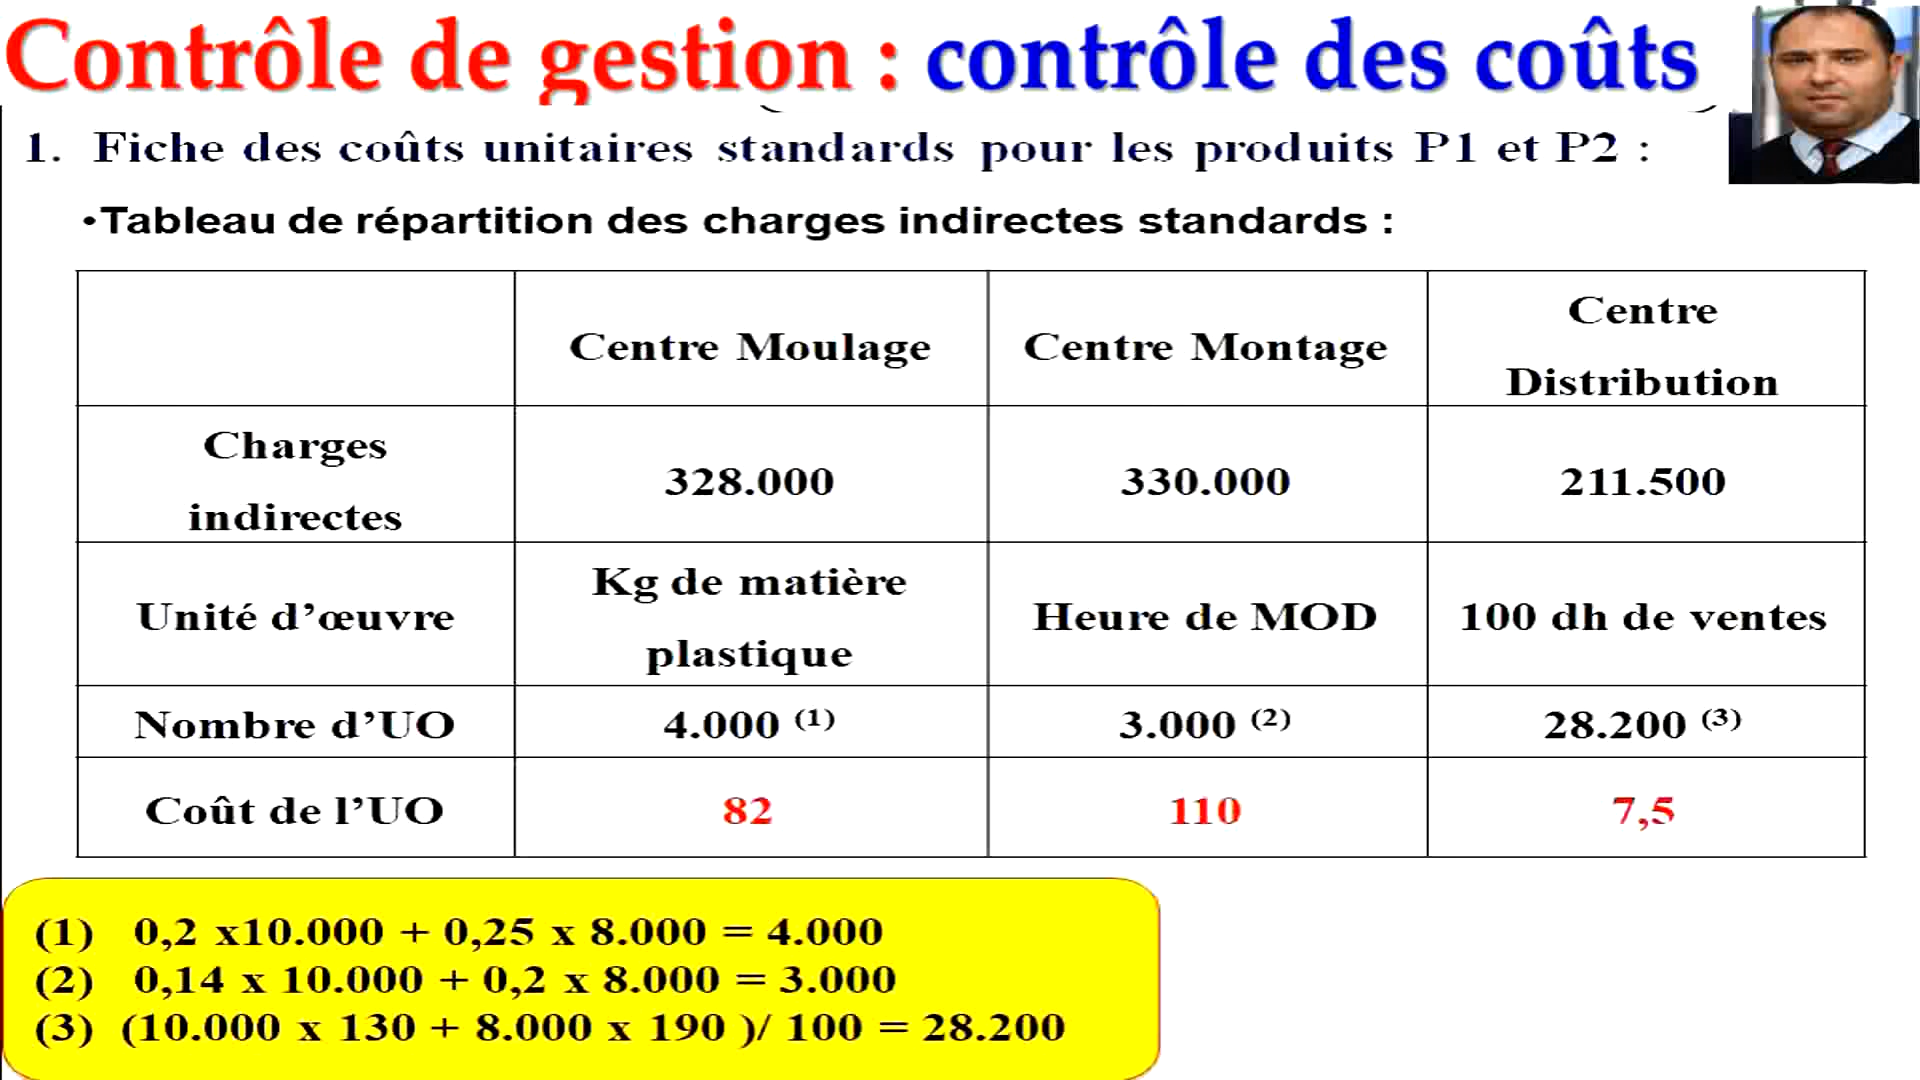 Contrôle de gestion : contrôle des coûts
1. Fiche des coûts unitaires standards pour les produits P1 et P2 :
•Tableau de répartition des charges indirectes standards :
Centre Moulage
Centre Montage
Centre
Distribution
Charges
indirectes
328.000
330.000
211.500
Unité d’œuvre
Kg de matière
plastique
Heure de MOD
100 dh de ventes
Nombre d’UO
4.000 (1)
3.000 (2)
28.200 (3)
Coût de l’UO
82
110
7,5
(1) 0,2 x10.000 + 0,25 x 8.000 = 4.000
(2) 0,14 x 10.000 + 0,2 x 8.000 = 3.000
(3) (10.000 x 130 + 8.000 x 190 )/ 100 = 28.200